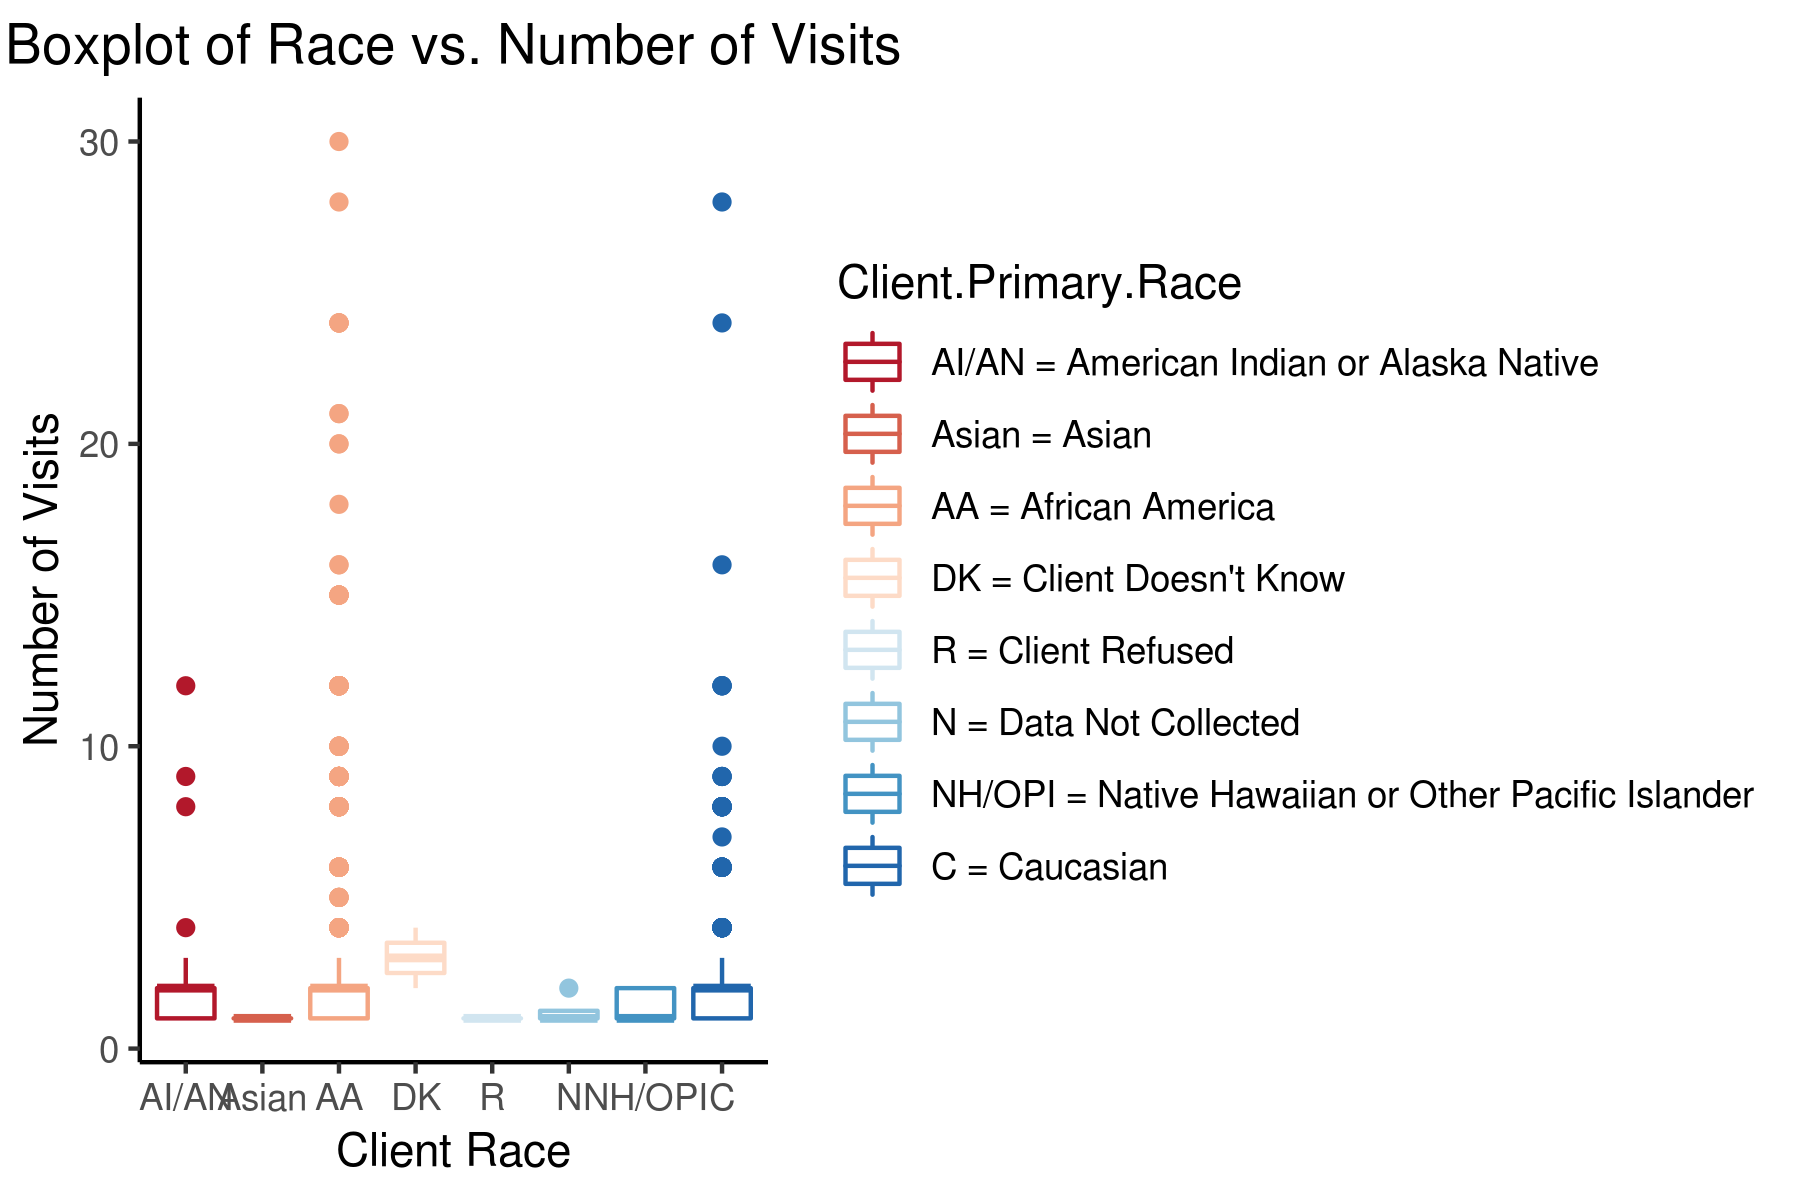 Boxplot of Race vs. Number of Visits
30
20
10
0
Number of Visits
AI/AN Asian AA DK R N NH/OPI C
Client Race
Client.Primary.Race
AI/AN = American Indian or Alaska Native
Asian = Asian
AA = African America
DK = Client Doesn't Know
R = Client Refused
N = Data Not Collected
NH/OPI = Native Hawaiian or Other Pacific Islander
C = Caucasian